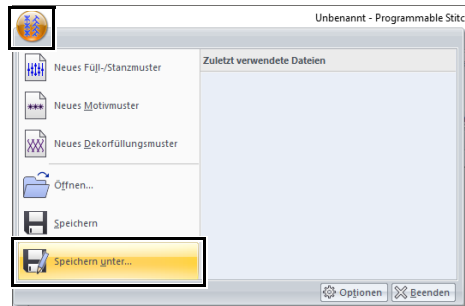 Unbenannt - Programmable Stitc
Neues Füll-/Stanzmuster
Zuletzt verwendete Dateien
Neues Motivmuster
Neues Dekorfüllungsmuster
Öffnen...
Speichern
Speichern unter...
Optionen
Beenden